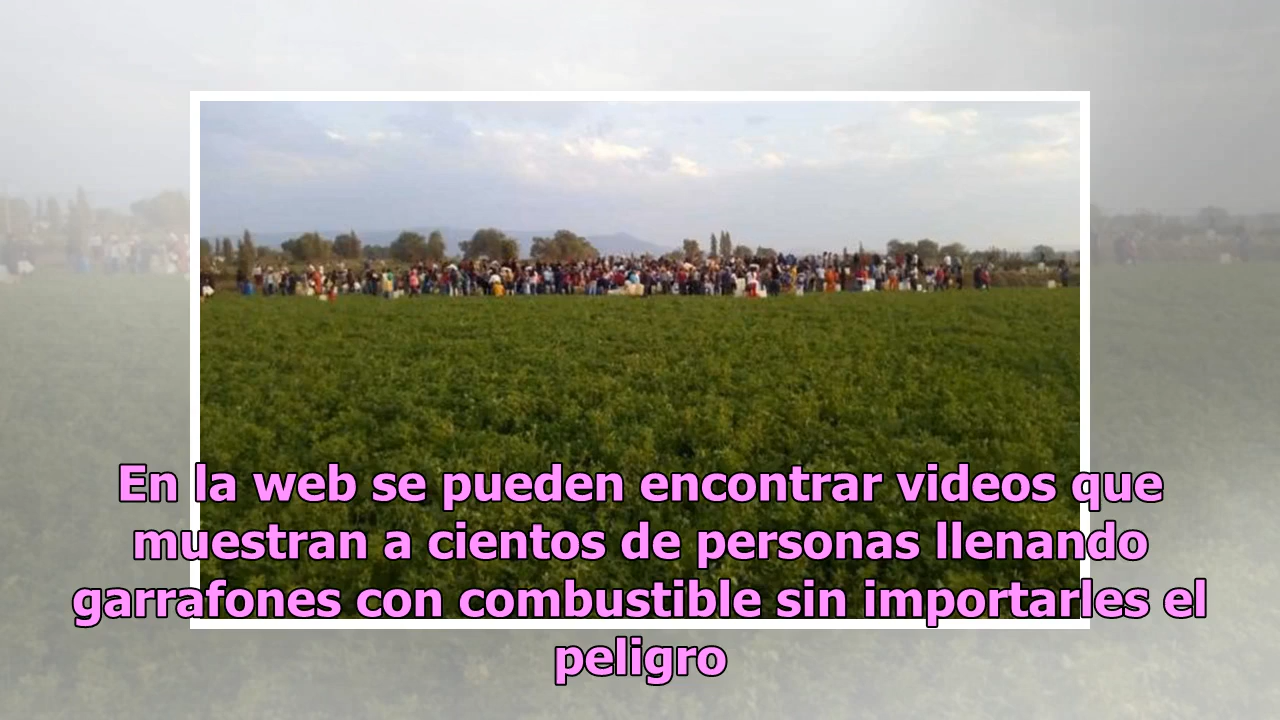 En la web se pueden encontrar videos que
muestran a cientos de personas llenando
garrafones con combustible sin importarles el
peligro